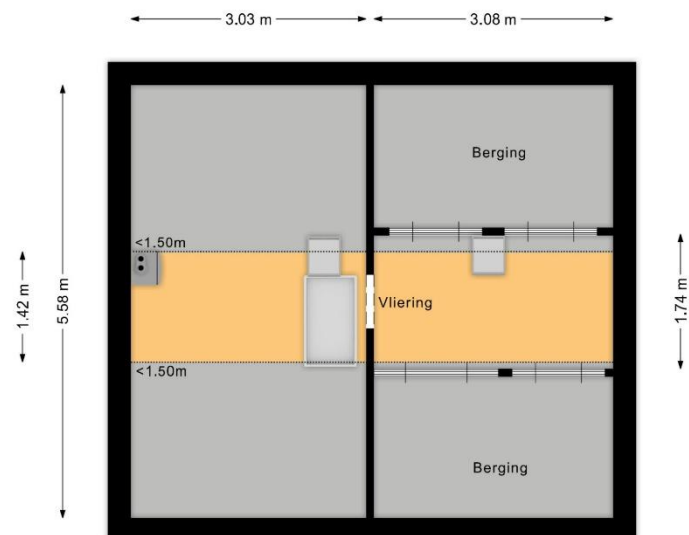 3.03 m
3.08 m
Berging
<1.50m
1.42 m
5.58 m
Vliering
1.74 m
<1.50m
Berging